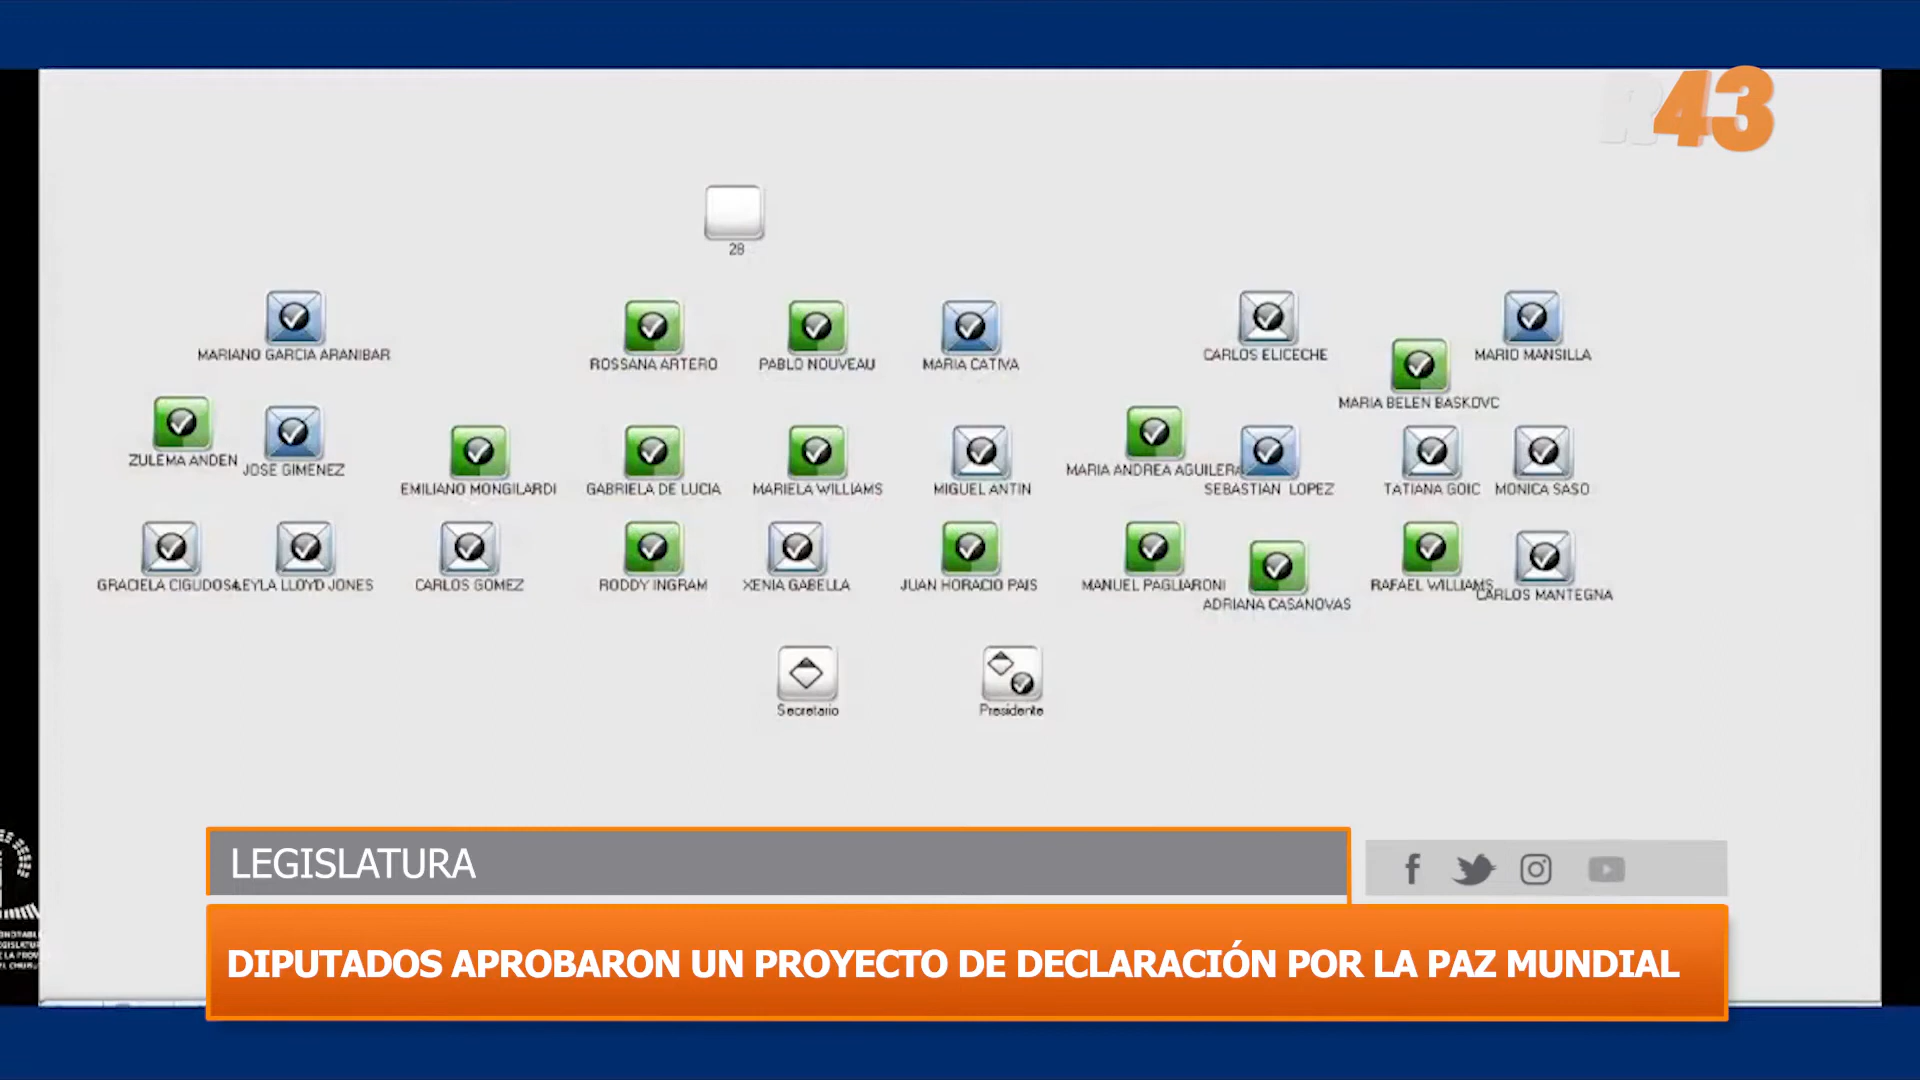 R43
28
MARIANO GARCIA ARANIBAR
ROSSANA ARTERO
PABLO NOUVEAU
MARIA CATIVA
CARLOS ELICECHE
MARIO MANSILLA
MARIA BELEN BASKOVC
ZULEMA ANDEN
JOSE GIMENEZ
EMILIANO MONGILARDI
GABRIELA DE LUCIA
MARIELA WILLIAMS
MIGUEL ANTIN
MARIA ANDREA AGUILERA
SEBASTIAN LOPEZ
TATIANA GOIC
MONICA SASO
GRACIELA CIGUDOSA
LEYLA LLOYD JONES
CARLOS GOMEZ
RODDY INGRAM
XENIA GABELLA
JUAN HORACIO PAIS
MANUEL PAGLIARONI
ADRIANA CASANOVAS
RAFAEL WILLIAMS
CARLOS MANTEGNA
Secretario
Presidente
LEGISLATURA
DIPUTADOS APROBARON UN PROYECTO DE DECLARACIÓN POR LA PAZ MUNDIAL